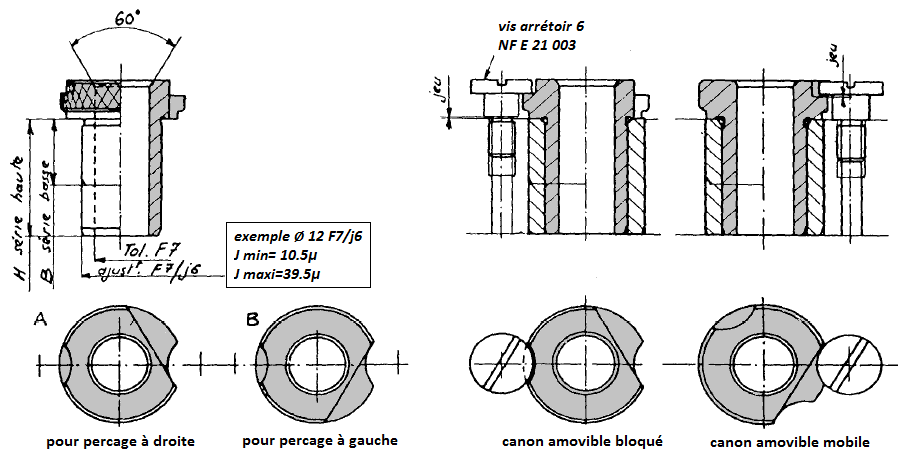 60°
vis arrétoir 6
NF E 21 003
jeu
jeu
H série haute
B série basse
Tol. F7
ajust.t F7/j6
exemple Ø 12 F7/j6
J min= 10.5µ
J maxi=39.5µ
A
B
pour percage à droite
pour percage à gauche
canon amovible bloqué
canon amovible mobile